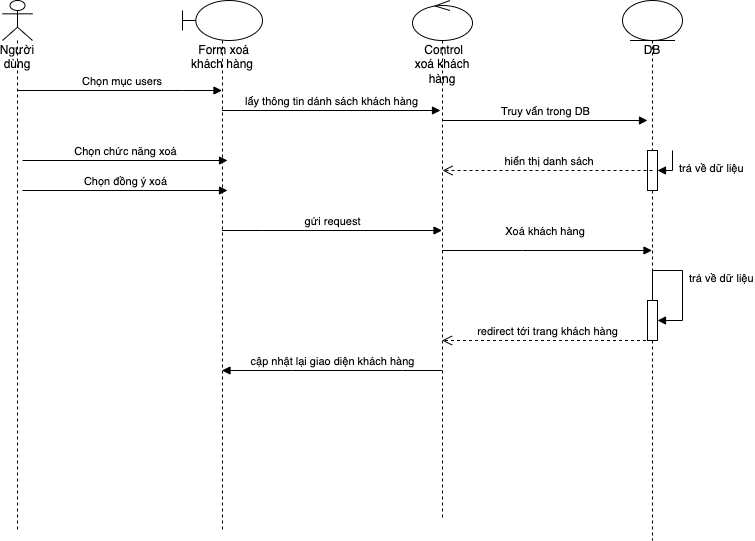 Người
dùng
Form xoá
khách hàng
Control
xoá khách
hàng
DB
Chọn mục users
lấy thông tin dánh sách khách hàng
Truy vấn trong DB
Chọn chức năng xoá
hiển thị danh sách
trả về dữ liệu
Chọn đồng ý xoá
gửi request
Xoá khách hàng
trả về dữ liệu
redirect tới trang khách hàng
cập nhật lại giao diện khách hàng